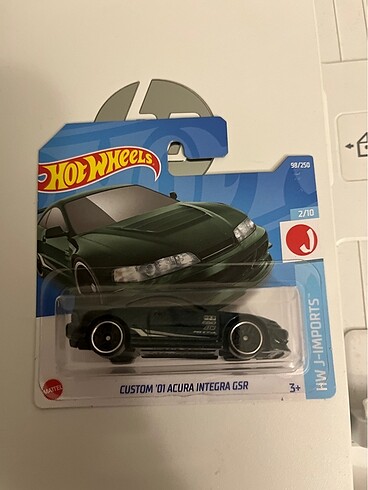 Hot Wheels
98/250
2/10
J
HW J-IMPORTS
MATTEL
CUSTOM '01 ACURA INTEGRA GSR
3+